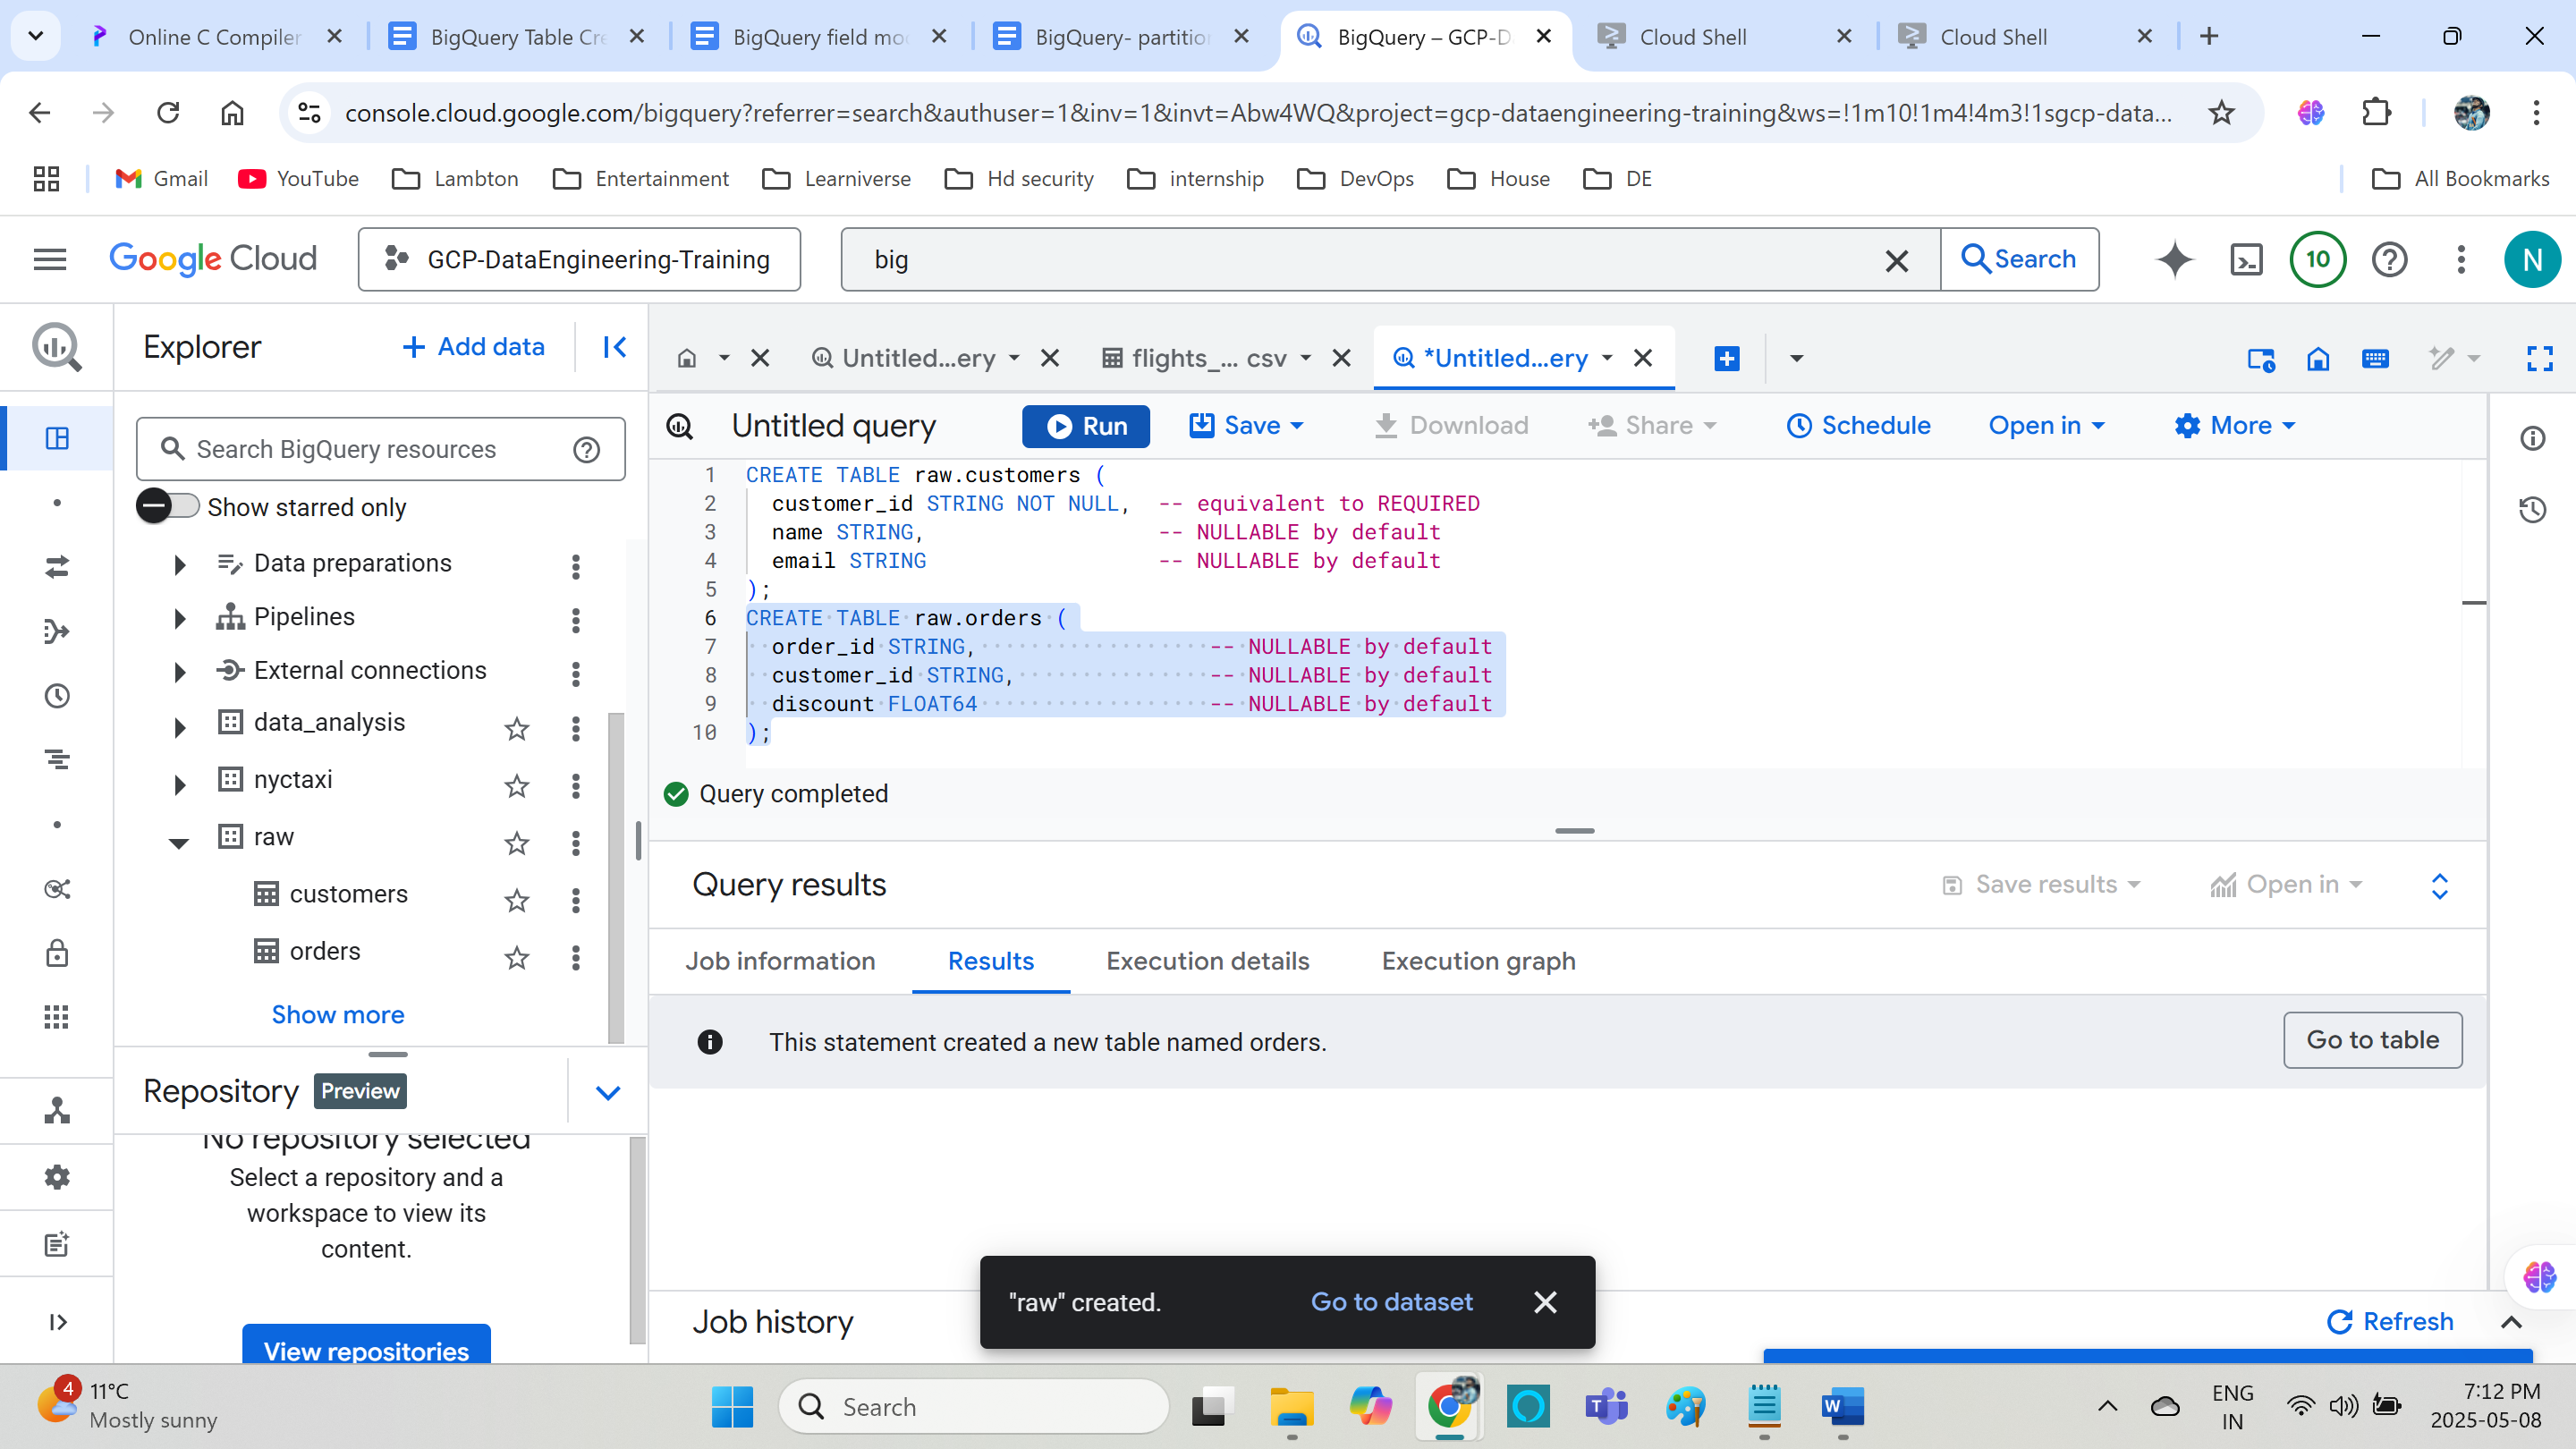 Online C Compiler
BigQuery Table Cre
BigQuery field mo
BigQuery- partition
BigQuery – GCP-D
Cloud Shell
Cloud Shell
console.cloud.google.com/bigquery?referrer=search&authuser=1&inv=1&invt=Abw4WQ&project=gcp-dataengineering-training&ws=!1m10!1m4!4m3!1sgcp-data...
Gmail
YouTube
Lambton
Entertainment
Learniverse
Hd security
internship
DevOps
House
DE
All Bookmarks
Google Cloud
GCP-DataEngineering-Training
big
Search
10
N
Explorer
+ Add data
Untitled...ery
flights_... csv
*Untitled...ery
Search BigQuery resources
Show starred only
Data preparations
Pipelines
External connections
data_analysis
nyctaxi
raw
customers
orders
Show more
Repository
Preview
No repository selected
Select a repository and a
workspace to view its
content.
View repositories
Untitled query
Run
Save
Download
Share
Schedule
Open in
More
1 CREATE TABLE raw.customers (
2 customer_id STRING NOT NULL, -- equivalent to REQUIRED
3 name STRING, -- NULLABLE by default
4 email STRING -- NULLABLE by default
5 );
6 CREATE TABLE raw.orders (
7 order_id STRING, -- NULLABLE by default
8 customer_id STRING, -- NULLABLE by default
9 discount FLOAT64 -- NULLABLE by default
10 );
Query completed
Query results
Save results
Open in
Job information
Results
Execution details
Execution graph
This statement created a new table named orders.
Go to table
"raw" created.
Go to dataset
Job history
Refresh
4
11°C
Mostly sunny
Search
ENG
IN
7:12 PM
2025-05-08